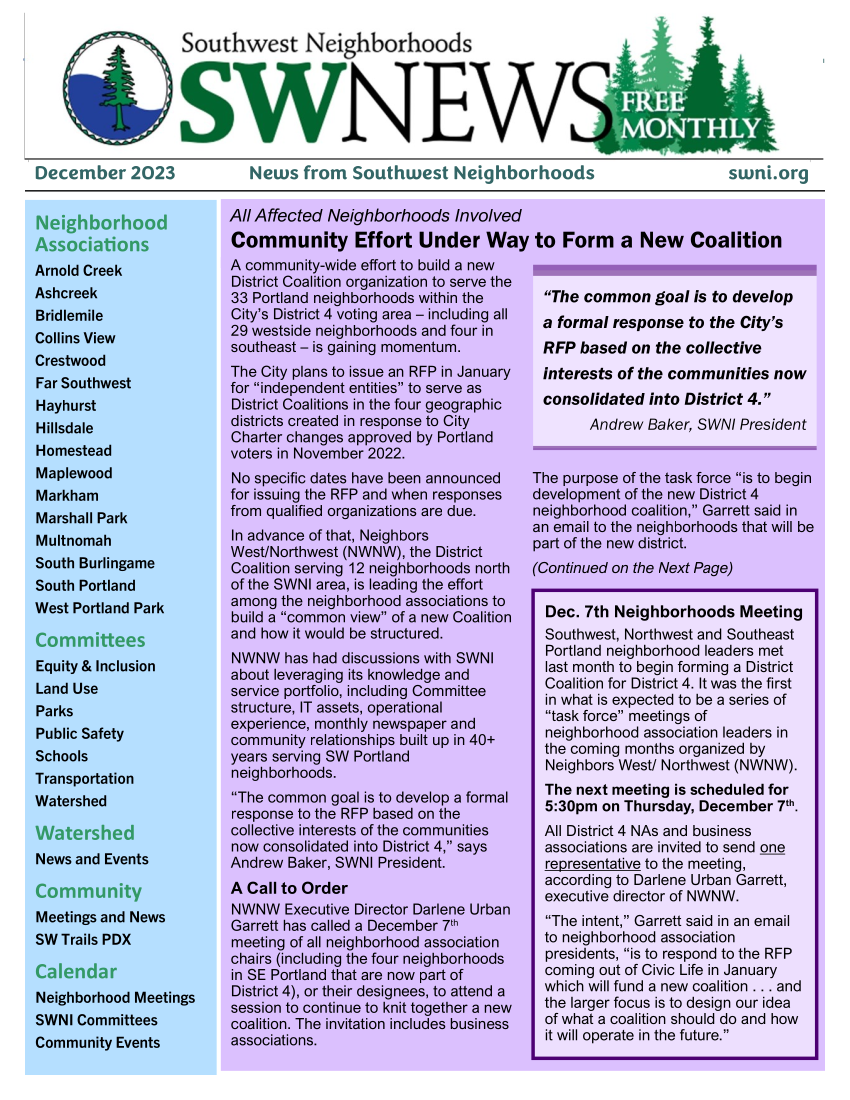 Southwest Neighborhoods
SWNEWS
FREE
MONTHLY
December 2023 News from Southwest Neighborhoods swni.org
Neighborhood
Associations
Arnold Creek
Ashcreek
Bridlemile
Collins View
Crestwood
Far Southwest
Hayhurst
Hillsdale
Homestead
Maplewood
Markham
Marshall Park
Multnomah
South Burlingame
South Portland
West Portland Park
Committees
Equity & Inclusion
Land Use
Parks
Public Safety
Schools
Transportation
Watershed
Watershed
News and Events
Community
Meetings and News
SW Trails PDX
Calendar
Neighborhood Meetings
SWNI Committees
Community Events
All Affected Neighborhoods Involved
Community Effort Under Way to Form a New Coalition
A community-wide effort to build a new
District Coalition organization to serve the
33 Portland neighborhoods within the
City’s District 4 voting area – including all
29 westside neighborhoods and four in
southeast – is gaining momentum.
The City plans to issue an RFP in January
for “independent entities” to serve as
District Coalitions in the four geographic
districts created in response to City
Charter changes approved by Portland
voters in November 2022.
No specific dates have been announced
for issuing the RFP and when responses
from qualified organizations are due.
In advance of that, Neighbors
West/Northwest (NWNW), the District
Coalition serving 12 neighborhoods north
of the SWNI area, is leading the effort
among the neighborhood associations to
build a “common view” of a new Coalition
and how it would be structured.
NWNW has had discussions with SWNI
about leveraging its knowledge and
service portfolio, including Committee
structure, IT assets, operational
experience, monthly newspaper and
community relationships built up in 40+
years serving SW Portland
neighborhoods.
“The common goal is to develop a formal
response to the RFP based on the
collective interests of the communities
now consolidated into District 4,” says
Andrew Baker, SWNI President.
A Call to Order
NWNW Executive Director Darlene Urban
Garrett has called a December 7th
meeting of all neighborhood association
chairs (including the four neighborhoods
in SE Portland that are now part of
District 4), or their designees, to attend a
session to continue to knit together a new
coalition. The invitation includes business
associations.
“The common goal is to develop
a formal response to the City’s
RFP based on the collective
interests of the communities now
consolidated into District 4.”
Andrew Baker, SWNI President
The purpose of the task force “is to begin
development of the new District 4
neighborhood coalition,” Garrett said in
an email to the neighborhoods that will be
part of the new district.
(Continued on the Next Page)
Dec. 7th Neighborhoods Meeting
Southwest, Northwest and Southeast
Portland neighborhood leaders met
last month to begin forming a District
Coalition for District 4. It was the first
in what is expected to be a series of
“task force” meetings of
neighborhood association leaders in
the coming months organized by
Neighbors West/ Northwest (NWNW).
The next meeting is scheduled for
5:30pm on Thursday, December 7th.
All District 4 NAs and business
associations are invited to send one
representative to the meeting,
according to Darlene Urban Garrett,
executive director of NWNW.
“The intent,” Garrett said in an email
to neighborhood association
presidents, “is to respond to the RFP
coming out of Civic Life in January
which will fund a new coalition . . . and
the larger focus is to design our idea
of what a coalition should do and how
it will operate in the future.”